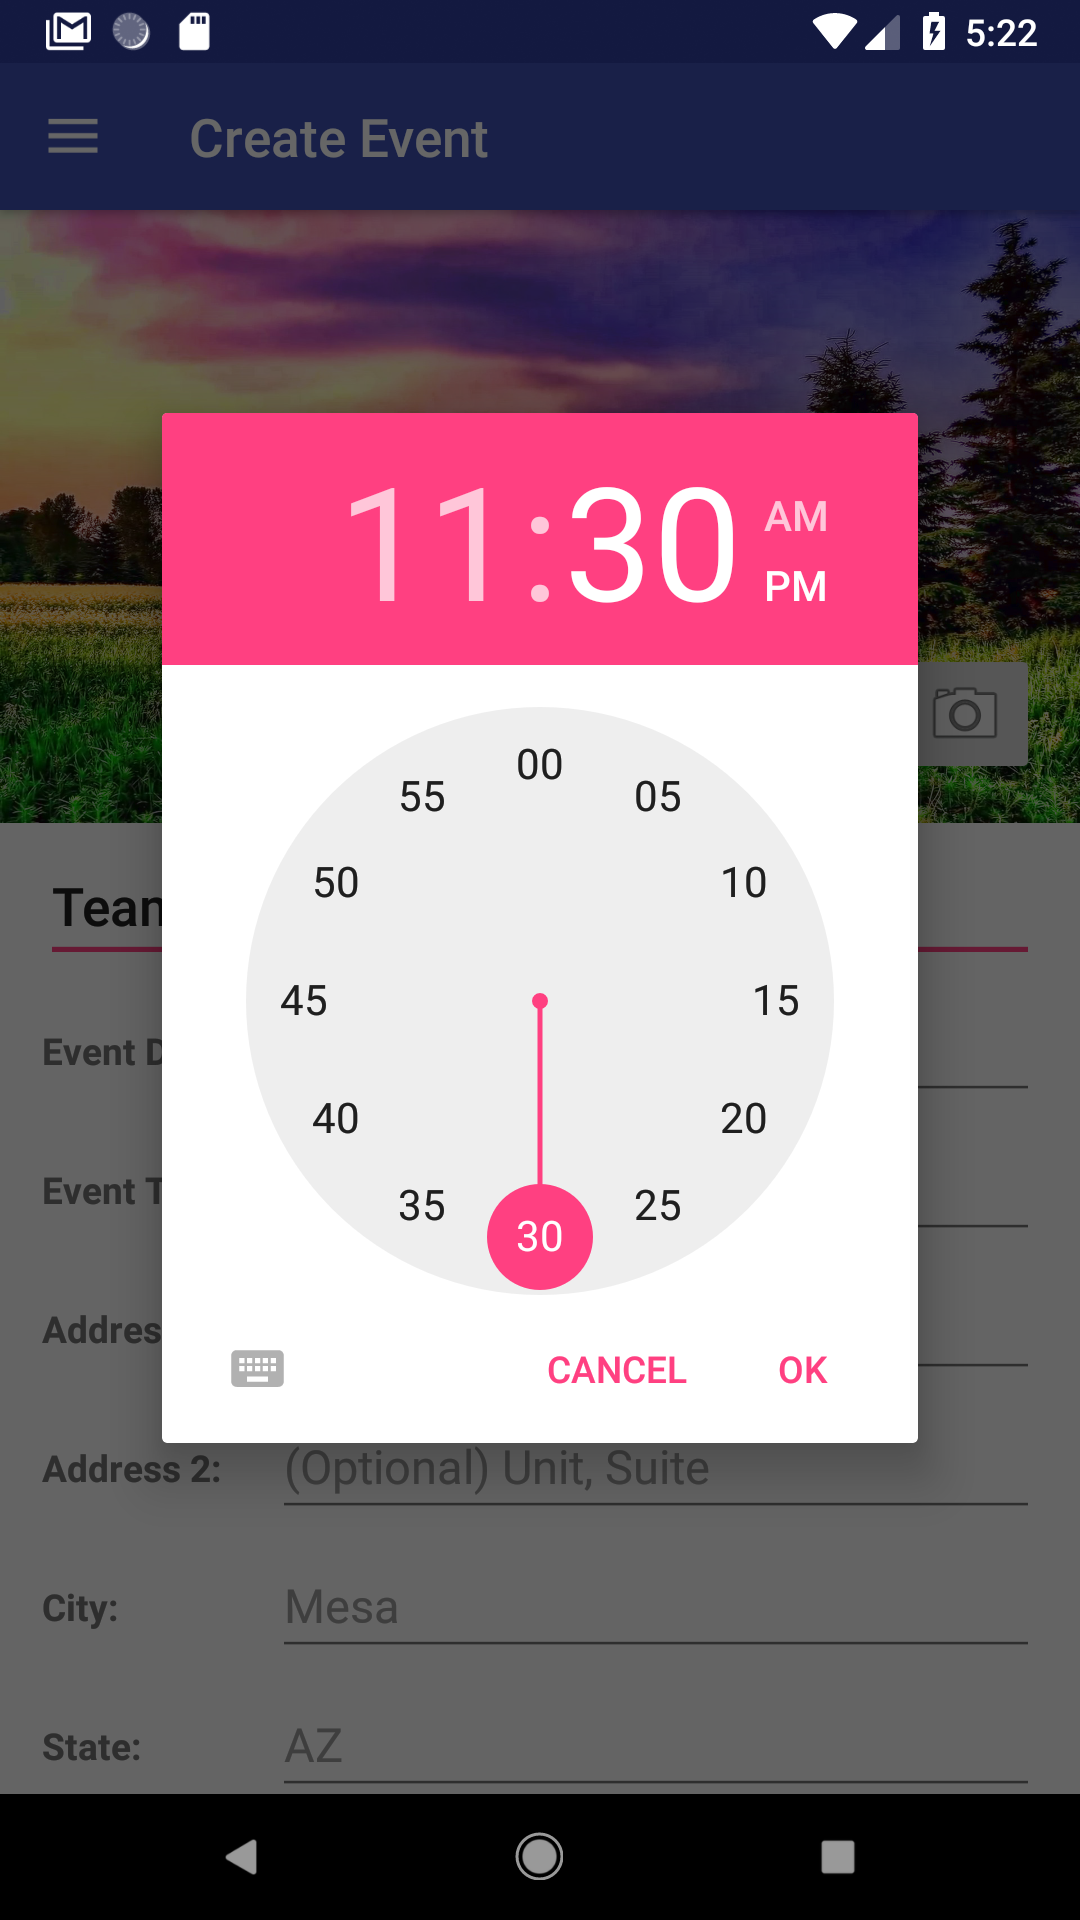 5:22
Create Event
11:30
AM
PM
00
55 05
50 10
45 15
40 20
35 25
30
CANCEL OK
Event
Address 2: (Optional) Unit, Suite
City: Mesa
State: AZ